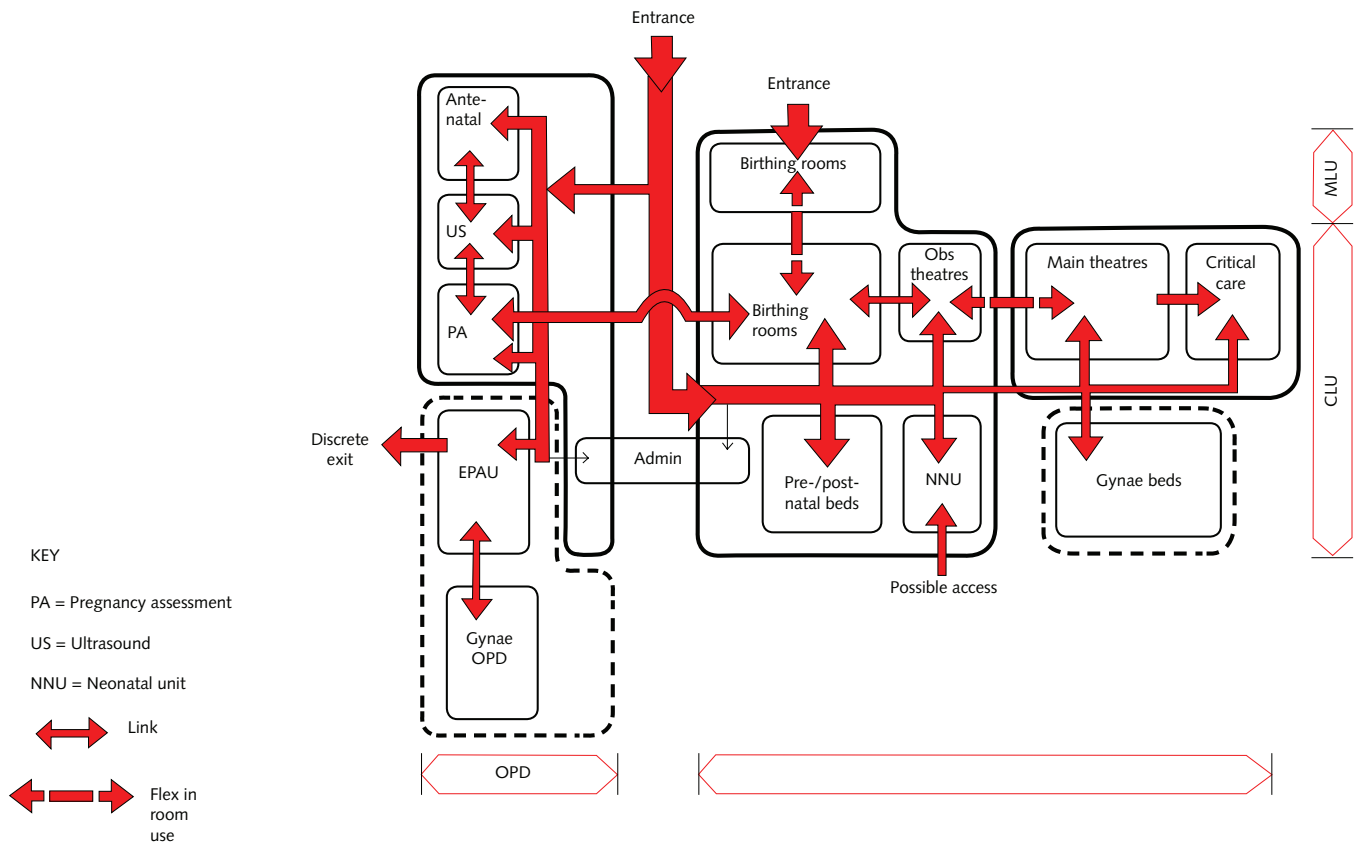 Entrance
Entrance
Ante-
natal
Birthing rooms
MLU
US
Obs
theatres
Main theatres
Critical
care
PA
Birthing
rooms
CLU
Discrete
exit
EPAU
Admin
Pre-/post-
natal beds
NNU
Gynae beds
Possible access
Gynae
OPD
KEY
PA = Pregnancy assessment
US = Ultrasound
NNU = Neonatal unit
Link
Flex in
room
use
OPD